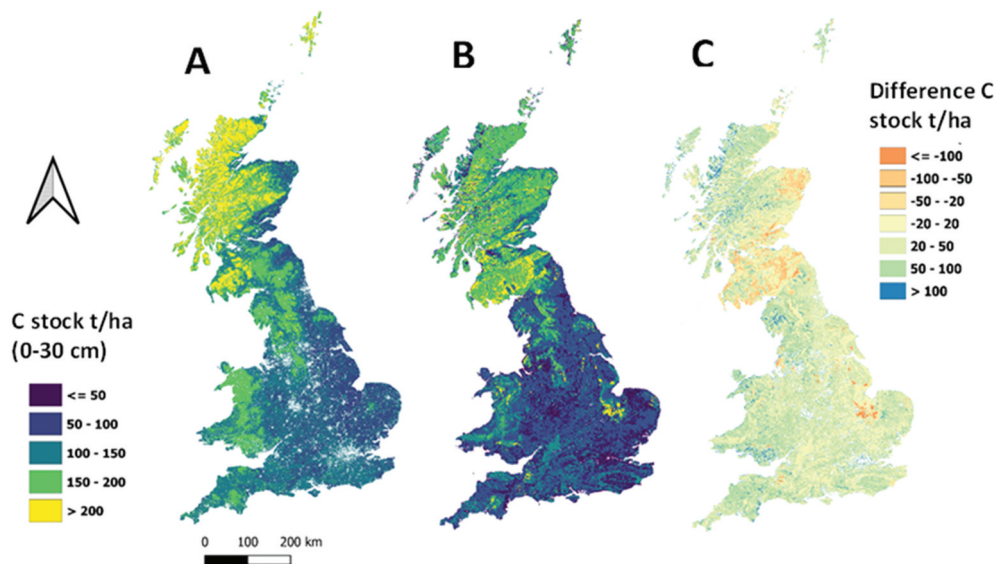 A
B
C
Difference C
stock t/ha
<= -100
-100 - -50
-50 - -20
-20 - 20
20 - 50
50 - 100
> 100
C stock t/ha
(0-30 cm)
<= 50
50 - 100
100 - 150
150 - 200
> 200
0 100 200 km